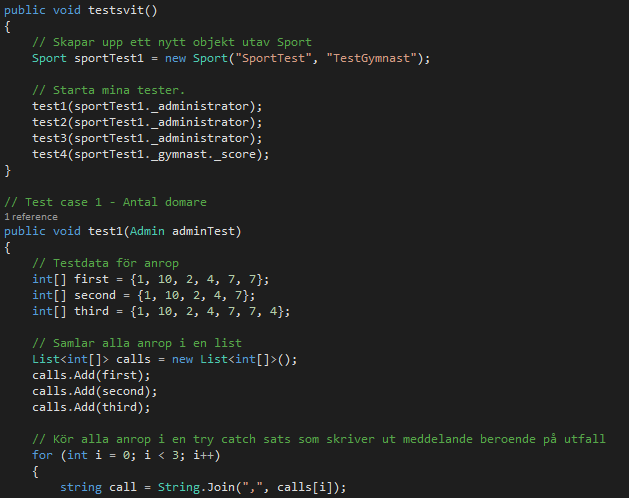 public void testsvit()
{
// Skapar upp ett nytt objekt utav Sport
Sport sportTest1 = new Sport("SportTest", "TestGymnast");
// Starta mina tester.
test1(sportTest1._administrator);
test2(sportTest1._administrator);
test3(sportTest1._administrator);
test4(sportTest1._gymnast._score);
}
// Test case 1 - Antal domare
1 reference
public void test1(Admin adminTest)
{
// Testdata för anrop
int[] first = {1, 10, 2, 4, 7, 7};
int[] second = {1, 10, 2, 4, 7};
int[] third = {1, 10, 2, 4, 7, 7, 4};
// Samlar alla anrop i en list
List<int[]> calls = new List<int[]>();
calls.Add(first);
calls.Add(second);
calls.Add(third);
// Kör alla anrop i en try catch sats som skriver ut meddelande beroende på utfall
for (int i = 0; i < 3; i++)
{
string call = String.Join(",", calls[i]);